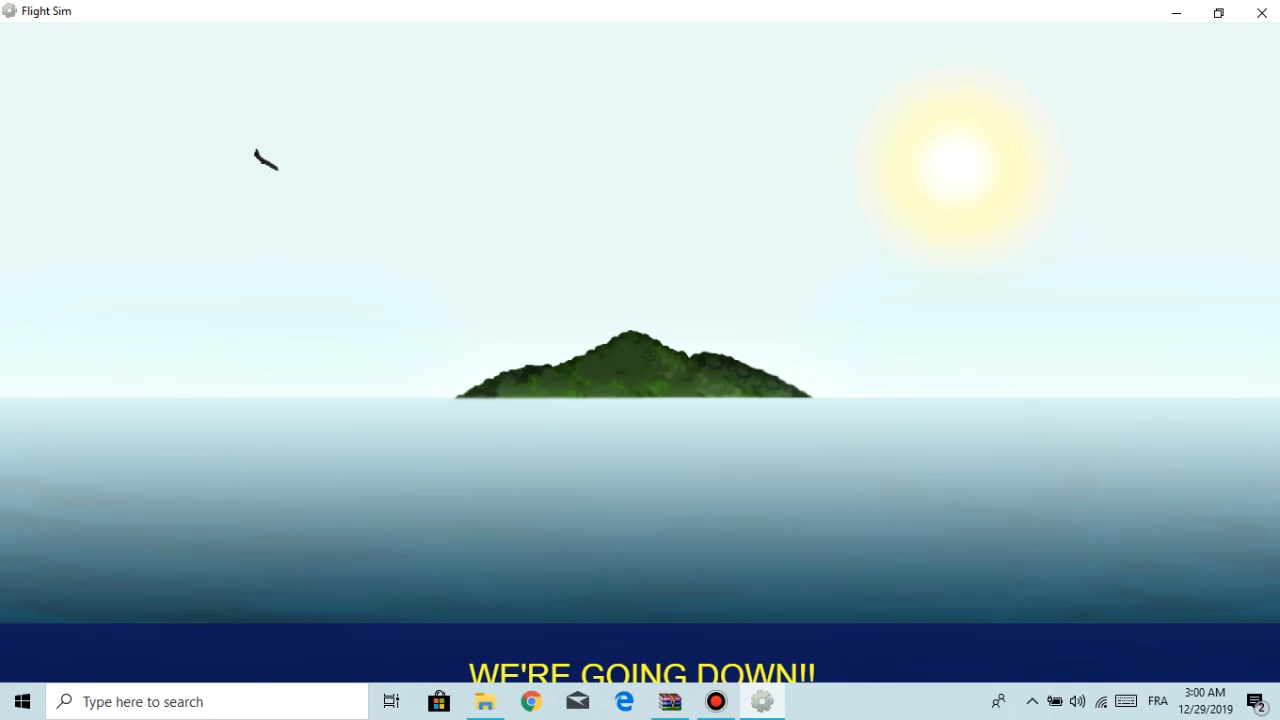 Flight Sim
WE'RE GOING DOWN!!
Type here to search
FRA
3:00 AM
12/29/2019
2